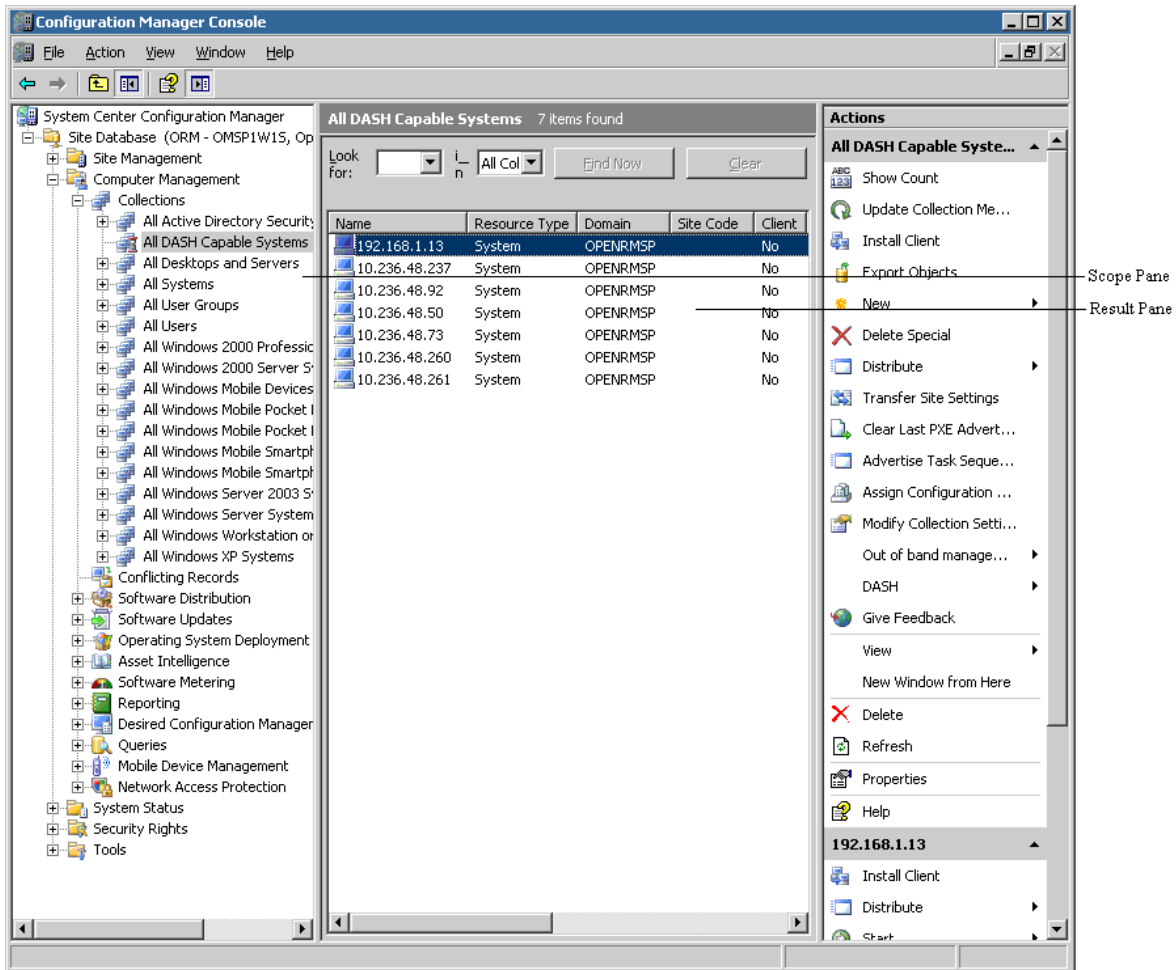 Configuration Manager Console
File Action View Window Help
System Center Configuration Manager
Site Database (ORM - OMSP1W1S, Op
Site Management
Computer Management
Collections
All Active Directory Security
All DASH Capable Systems
All Desktops and Servers
All Systems
All User Groups
All Users
All Windows 2000 Professic
All Windows 2000 Server S
All Windows Mobile Devices
All Windows Mobile Pocket
All Windows Mobile Pocket
All Windows Mobile Smartph
All Windows Mobile Smartph
All Windows Server 2003 S
All Windows Server System
All Windows Workstation or
All Windows XP Systems
Conflicting Records
Software Distribution
Software Updates
Operating System Deployment
Asset Intelligence
Software Metering
Reporting
Desired Configuration Manager
Queries
Mobile Device Management
Network Access Protection
System Status
Security Rights
Tools
All DASH Capable Systems 7 items found
Look for: i_n All Col Find Now Clear
Name Resource Type Domain Site Code Client
192.168.1.13 System OPENRMSP No
10.236.48.237 System OPENRMSP No
10.236.48.92 System OPENRMSP No
10.236.48.50 System OPENRMSP No
10.236.48.73 System OPENRMSP No
10.236.48.260 System OPENRMSP No
10.236.48.261 System OPENRMSP No
Actions
All DASH Capable Syste...
Show Count
Update Collection Me...
Install Client
Export Objects
New
Delete Special
Distribute
Transfer Site Settings
Clear Last PXE Advert...
Advertise Task Seque...
Assign Configuration ...
Modify Collection Setti...
Out of band manage...
DASH
Give Feedback
View
New Window from Here
Delete
Refresh
Properties
Help
192.168.1.13
Install Client
Distribute
Start
Scope Pane
Result Pane